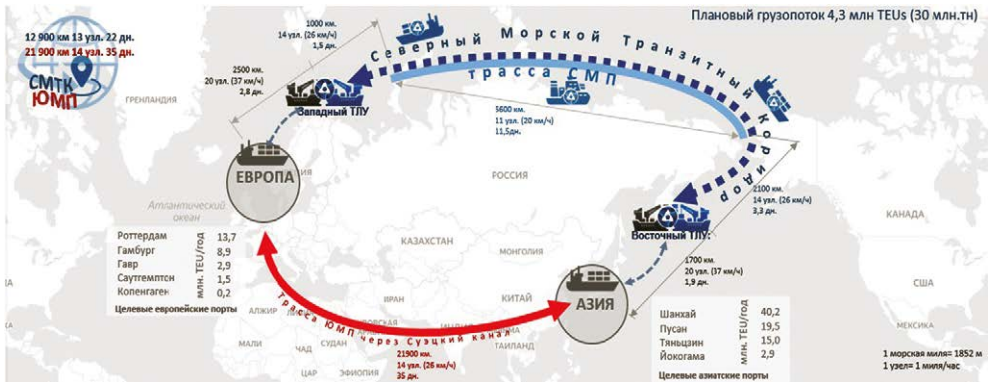 Плановый грузопоток 4,3 млн TEUs (30 млн.тн)
12 900 км 13 узл. 22 дн.
21 900 км 14 узл. 35 дн.
СМТК
ЮМП
1000 км.
14 узл. (26 км/ч)
1,5 дн.
Северный Морской Транзитный Коридор
трасса СМП
2500 км.
20 узл. (37 км/ч)
2,8 дн.
Западный ТЛУ
ГРЕНЛАНДИЯ
5600 км.
11 узл. (20 км/ч)
11,5дн.
ЕВРОПА
РОССИЯ
2100 км.
14 узл. (26 км/ч)
3,3 дн.
КАНАДА
Атлантический
океан
Восточный ТЛУ:
Роттердам 13,7
Гамбург 8,9
Гавр 2,9
Саутгемптсн 1,5
Копенгаген 0,2
млн. TEU/год
Целевые европейские порты
КАЗАХСТАН
МОНГОЛИЯ
1700 км.
20 узл. (37 км/ч)
1,9 дн.
США
ИРАН
КИТАЙ
АЗИЯ
АЛЖИР
трасса ЮМП через Суэцкий канал
МАЛИ
ЧАД
СУДАН
ТАИЛАНД
МЕКСИКА
Шанхай 40,2
Пусан 19,5
Тяньцзин 15,0
Йокогама 2,9
млн. TEU/год
Целевые азиатские порты
21900 км.
14 узл. (26 км/ч)
35 дн.
ЦАР
ЭФИОПИЯ
1 морская миля= 1852 м
1 узел= 1 миля/час